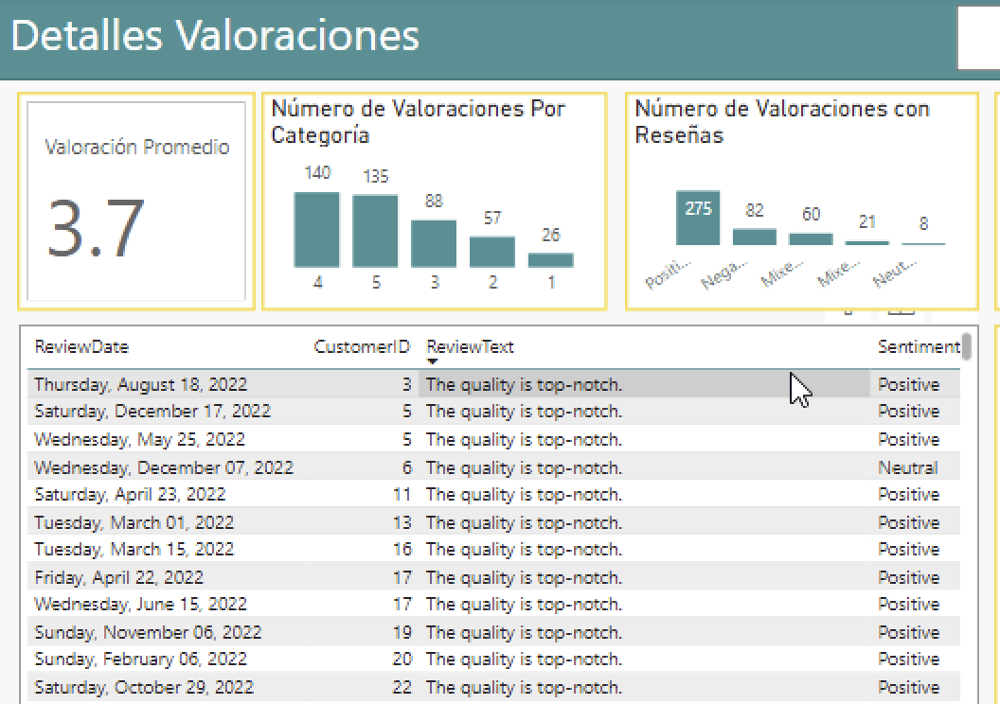 Detalles Valoraciones
Valoración Promedio
3.7
Número de Valoraciones Por
Categoría
140 135 88 57 26
4 5 3 2 1
Número de Valoraciones con
Reseñas
275 82 60 21 8
Positi... Nega... Mixe... Mixe... Neut...
ReviewDate CustomerID ReviewText Sentiment
Thursday, August 18, 2022 3 The quality is top-notch. Positive
Saturday, December 17, 2022 5 The quality is top-notch. Positive
Wednesday, May 25, 2022 5 The quality is top-notch. Positive
Wednesday, December 07, 2022 6 The quality is top-notch. Neutral
Saturday, April 23, 2022 11 The quality is top-notch. Positive
Tuesday, March 01, 2022 13 The quality is top-notch. Positive
Tuesday, March 15, 2022 16 The quality is top-notch. Positive
Friday, April 22, 2022 17 The quality is top-notch. Positive
Wednesday, June 15, 2022 17 The quality is top-notch. Positive
Sunday, November 06, 2022 19 The quality is top-notch. Positive
Sunday, February 06, 2022 20 The quality is top-notch. Positive
Saturday, October 29, 2022 22 The quality is top-notch. Positive